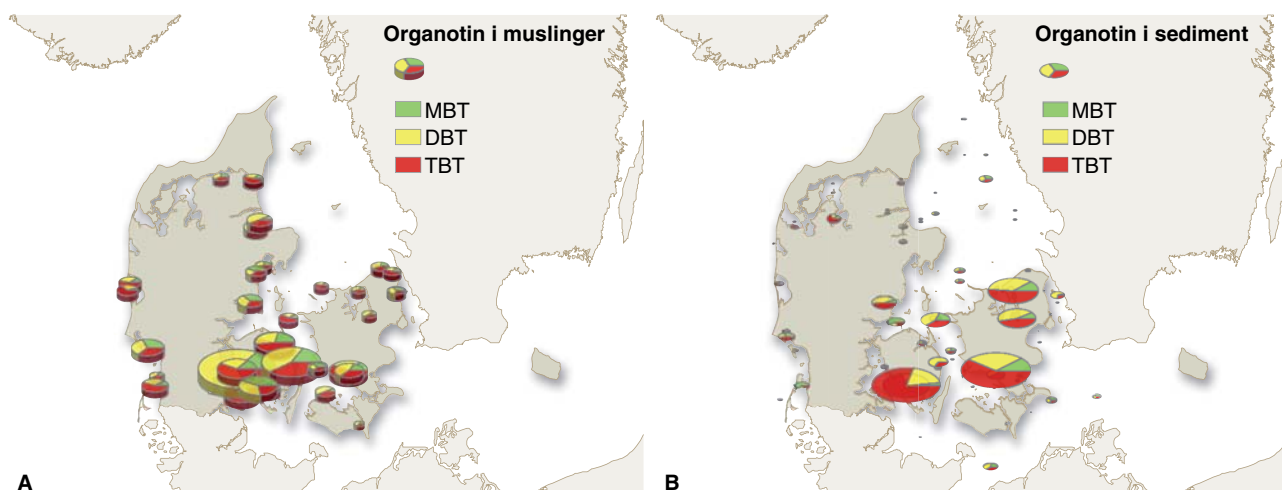 Organotin i muslinger
MBT
DBT
TBT
A
Organotin i sediment
MBT
DBT
TBT
B